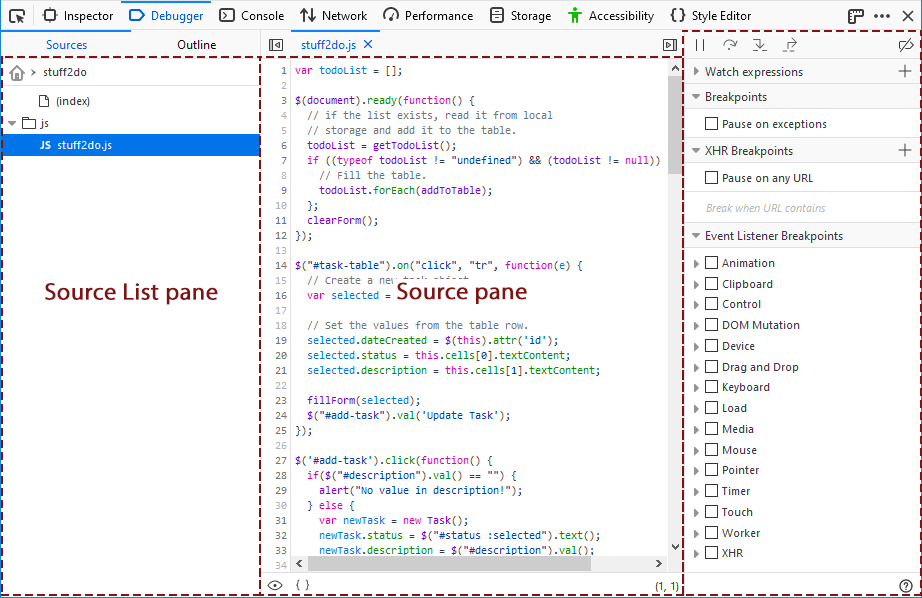 Inspector Debugger Console Network Performance Storage Accessibility Style Editor
Sources Outline
stuff2do.js
stuff2do
(index)
js
JS stuff2do.js
Source List pane
1 var todoList = [];
2
3 $(document).ready(function() {
4 // if the list exists, read it from local
5 // storage and add it to the table.
6 todoList = getTodoList();
7 if ((typeof todoList != "undefined") && (todoList != null))
8 // Fill the table.
9 todoList.forEach(addToTable);
10 };
11 clearForm();
12 });
13
14 $("#task-table").on("click", "tr", function(e) {
15 // Create a new task object
16 var selected =
Source pane
17
18 // Set the values from the table row.
19 selected.dateCreated = $(this).attr('id');
20 selected.status = this.cells[0].textContent;
21 selected.description = this.cells[1].textContent;
22
23 fillForm(selected);
24 $("#add-task").val('Update Task');
25 });
26
27 $('#add-task').click(function() {
28 if($("#description").val() == "") {
29 alert("No value in description!");
30 } else {
31 var newTask = new Task();
32 newTask.status = $("#status :selected").text();
33 newTask.description = $("#description").val();
34
{ } (1, 1)
Watch expressions
Breakpoints
Pause on exceptions
XHR Breakpoints
Pause on any URL
Break when URL contains
Event Listener Breakpoints
Animation
Clipboard
Control
DOM Mutation
Device
Drag and Drop
Keyboard
Load
Media
Mouse
Pointer
Timer
Touch
Worker
XHR